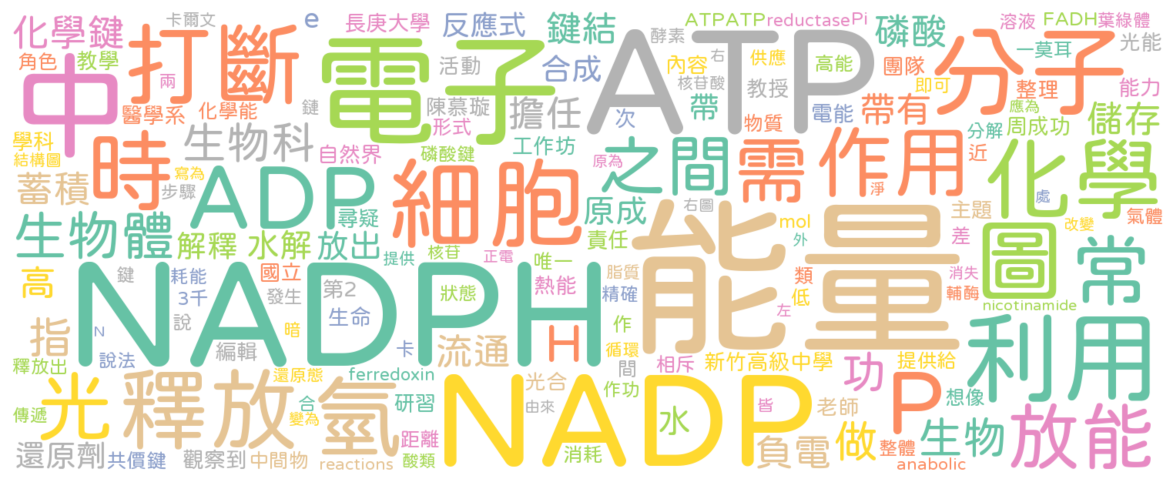 化學鍵
卡爾文
e
長庚大學
反應式
鍵結
酵素
ATPATPreductasePi
溶液
FADH
葉綠體
角色
教學
打斷
電子
活動
合成
ATP
內容
右
供應
高能
磷酸
團隊
分子
一莫耳
光能
中
兩
醫學系
化學能
鏈
陳慕璇
擔任
核苷酸
教授
即可
整理
能力
學科
形式
帶
電能
帶有
應為
結構圖
時
生物科
自然界
磷酸鍵
工作坊
次
物質
分解
周成功
儲存
寫為
步驟
原為
之間
需
作用
近
化學
蓄積
ADP
細胞
淨
處
生物體
尋疑
原成
右圖
能量
主題
改變
氣體
解釋
水解
放出
提供
核苷
正電
責任
mol
外
差
圖
常
高
鍵
耗能
國立
唯一
脂質
類
消失
3千
發生
第2
狀態
熱能
精確
低
輔酶
NADPH
左
nicotinamide
指
N
說
暗
生命
H
作
利用
說法
編輯
卡
流通
循環
釋放出
還原態
間
相斥
新竹高級中學
提供給
光
釋放
氫
ferredoxin
光合
作功
功
P
想像
放能
傳遞
合
變為
研習
由來
NADP
皆
老師
水
做
生物
還原劑
共價鍵
觀察到
中間物
距離
消耗
負電
整體
reactions
酸類
anabolic